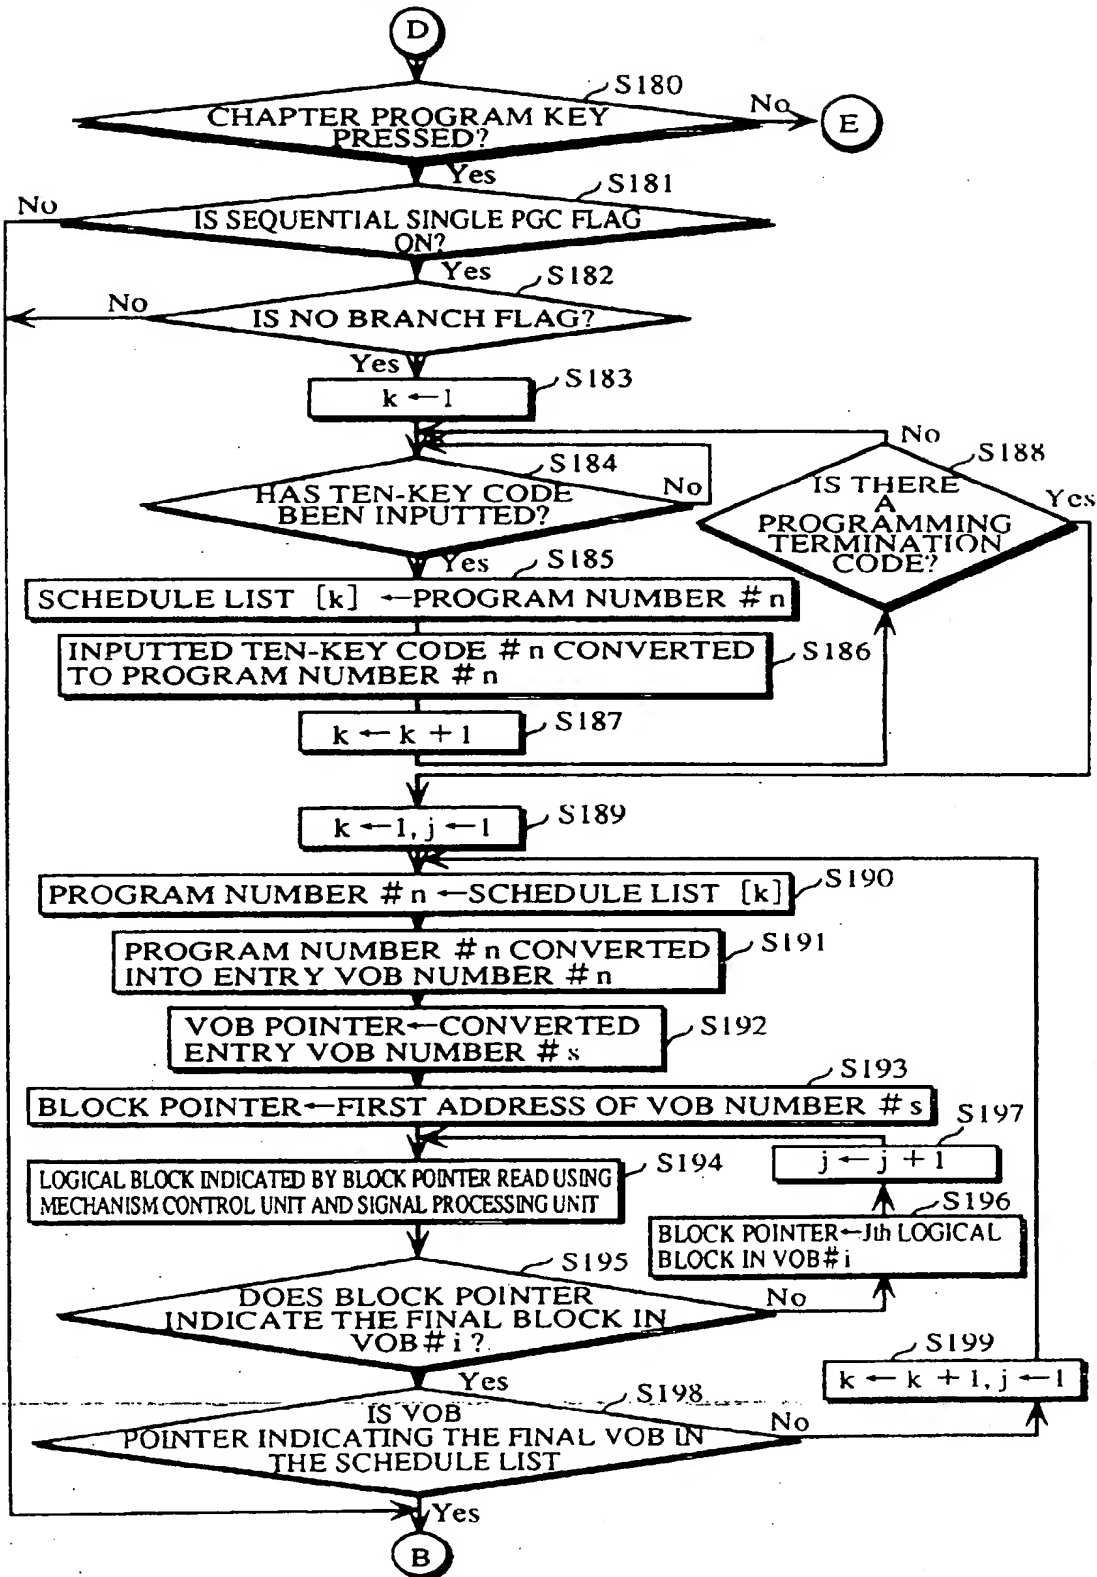 D
S180
CHAPTER PROGRAM KEY
PRESSED?
No
E
Yes
S181
No
IS SEQUENTIAL SINGLE PGC FLAG
ON?
Yes
S182
No
IS NO BRANCH FLAG?
Yes
S183
k ← 1
No
S184
S188
HAS TEN-KEY CODE
BEEN INPUTTED?
No
IS THERE
A
PROGRAMMING
TERMINATION
CODE?
Yes
Yes
S185
SCHEDULE LIST [k] ← PROGRAM NUMBER #n
INPUTTED TEN-KEY CODE #n CONVERTED
TO PROGRAM NUMBER #n
S186
S187
k ← k + 1
S189
k ← 1, j ← 1
S190
PROGRAM NUMBER #n ← SCHEDULE LIST [k]
S191
PROGRAM NUMBER #n CONVERTED
INTO ENTRY VOB NUMBER #n
S192
VOB POINTER ← CONVERTED
ENTRY VOB NUMBER #s
S193
BLOCK POINTER ← FIRST ADDRESS OF VOB NUMBER #s
S197
j ← j + 1
S194
LOGICAL BLOCK INDICATED BY BLOCK POINTER READ USING
MECHANISM CONTROL UNIT AND SIGNAL PROCESSING UNIT
S196
BLOCK POINTER ← Jth LOGICAL
BLOCK IN VOB#i
S195
DOES BLOCK POINTER
INDICATE THE FINAL BLOCK IN
VOB#i?
No
S199
k ← k + 1, j ← 1
Yes
S198
IS VOB
POINTER INDICATING THE FINAL VOB IN
THE SCHEDULE LIST
No
Yes
B